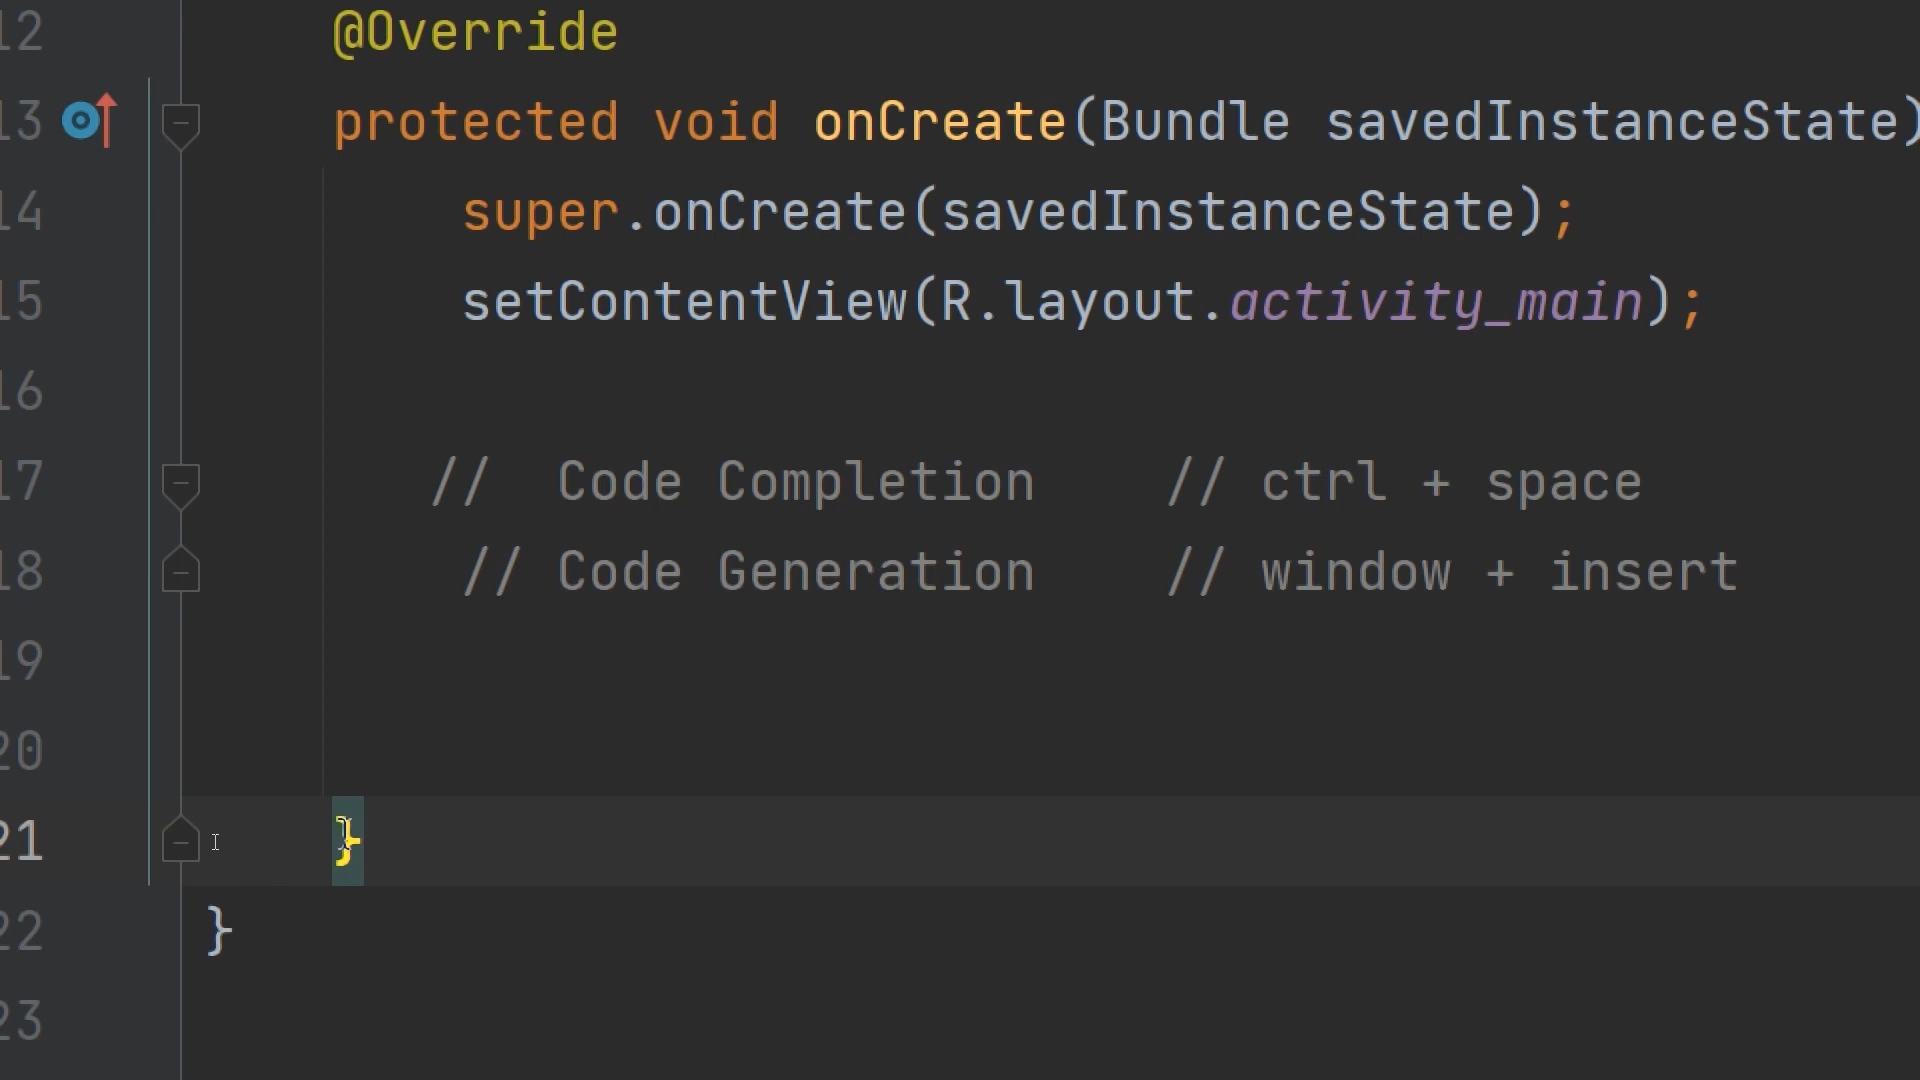 12 @Override
13 protected void onCreate(Bundle savedInstanceState)
14 super.onCreate(savedInstanceState);
15 setContentView(R.layout.activity_main);
16
17 //  Code Completion    // ctrl + space
18 // Code Generation    // window + insert
19
20
21 }
22 }
23